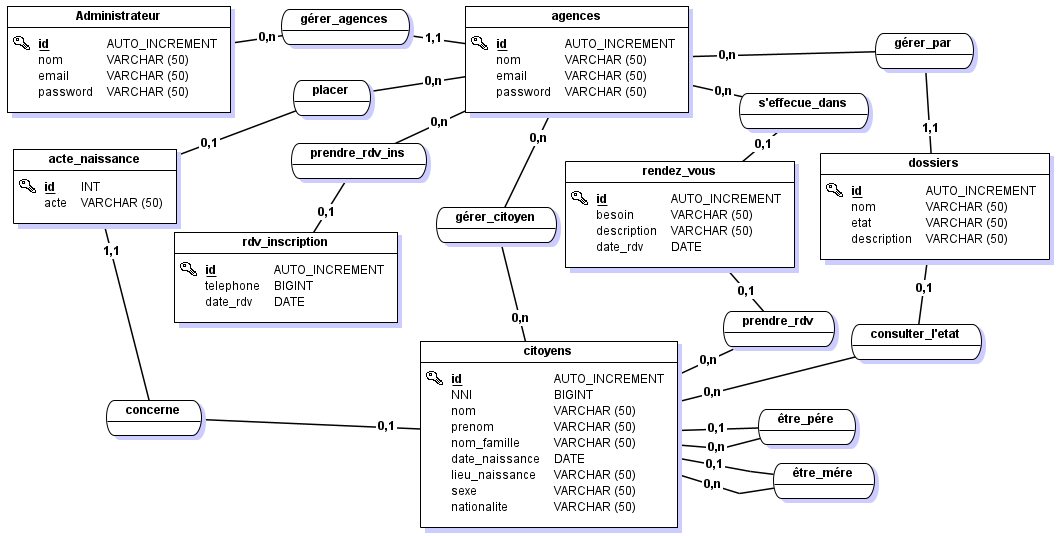 Administrateur
id AUTO_INCREMENT
nom VARCHAR (50)
email VARCHAR (50)
password VARCHAR (50)
0,n
gérer_agences
1,1
agences
id AUTO_INCREMENT
nom VARCHAR (50)
email VARCHAR (50)
password VARCHAR (50)
0,n
gérer_par
1,1
placer
0,n
0,1
0,n
s'effecue_dans
0,1
prendre_rdv_ins
0,n
0,1
acte_naissance
id INT
acte VARCHAR (50)
1,1
rdv_inscription
id AUTO_INCREMENT
telephone BIGINT
date_rdv DATE
0,n
gérer_citoyen
0,n
rendez_vous
id AUTO_INCREMENT
besoin VARCHAR (50)
description VARCHAR (50)
date_rdv DATE
0,1
dossiers
id AUTO_INCREMENT
nom VARCHAR (50)
etat VARCHAR (50)
description VARCHAR (50)
0,1
prendre_rdv
0,n
consulter_l'etat
0,n
concerne
0,1
citoyens
id AUTO_INCREMENT
NNI BIGINT
nom VARCHAR (50)
prenom VARCHAR (50)
nom_famille VARCHAR (50)
date_naissance DATE
lieu_naissance VARCHAR (50)
sexe VARCHAR (50)
nationalite VARCHAR (50)
0,1
être_pére
0,n
0,1
être_mére
0,n